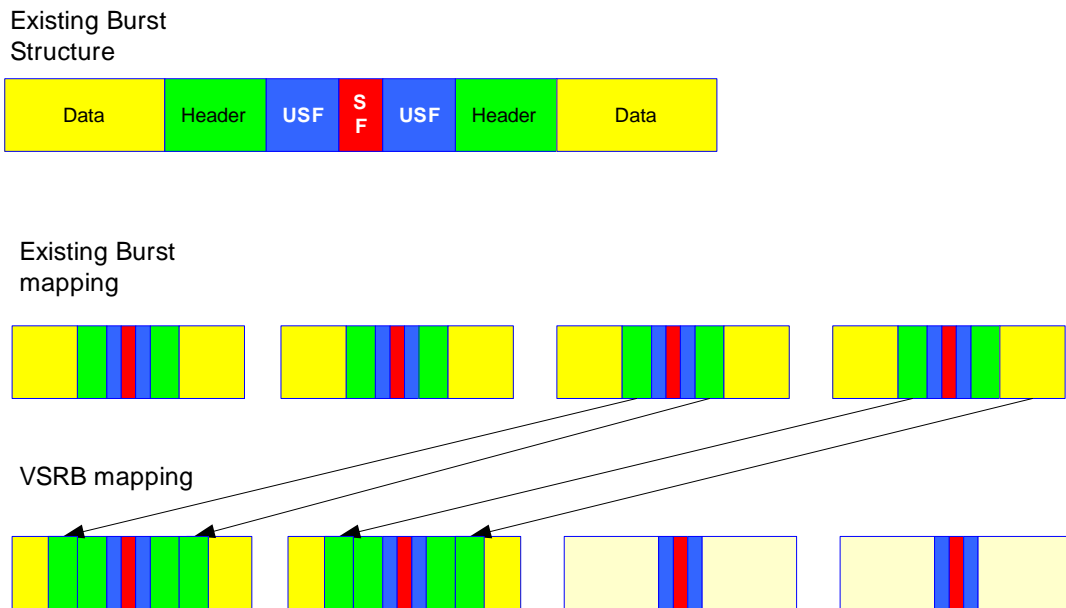 Existing Burst
Structure
Data Header USF S F USF Header Data
Existing Burst
mapping
VSRB mapping